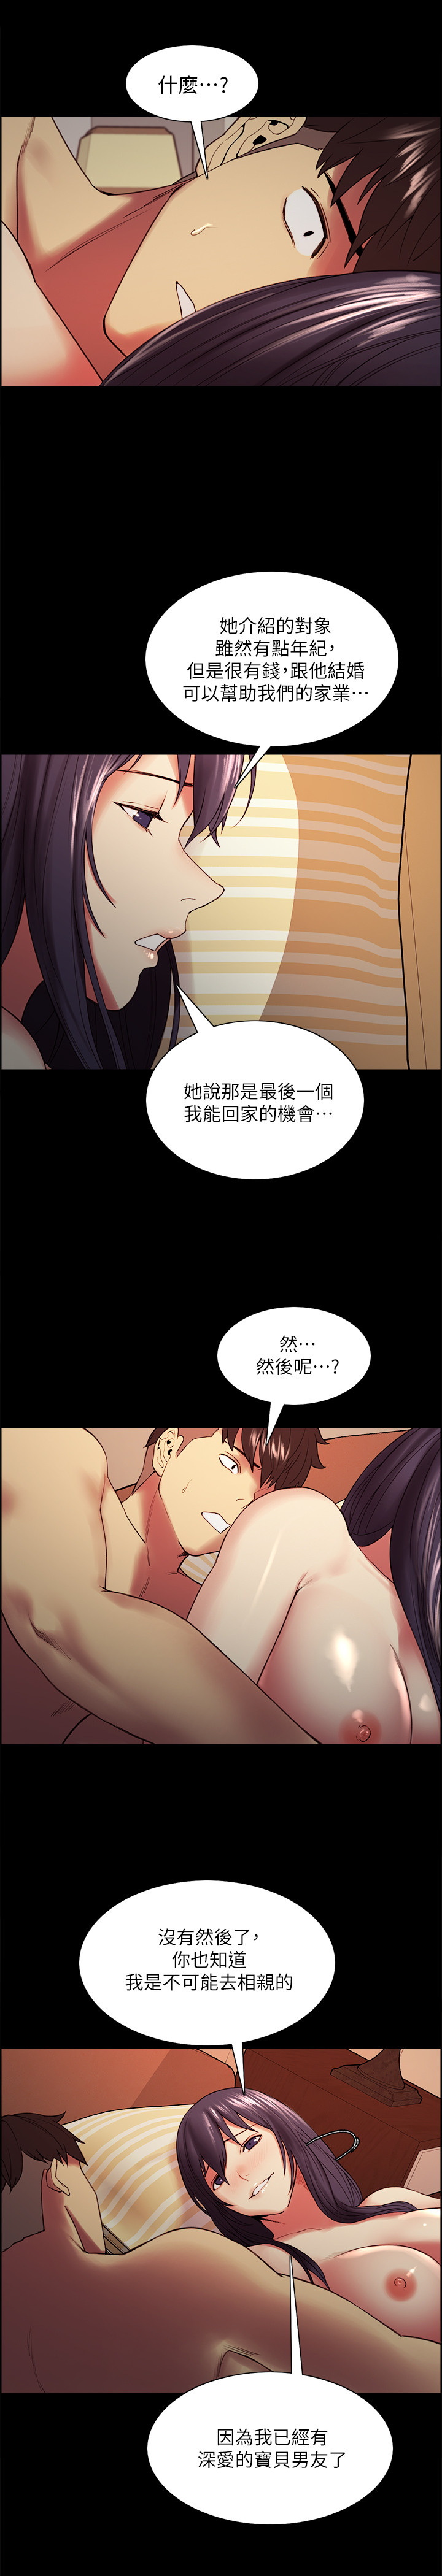 什麼…?
她介紹的對象
雖然有點年紀,
但是很有錢,跟他結婚
可以幫助我們的家業…
她說那是最後一個
我能回家的機會…
然…
然後呢…?
沒有然後了,
你也知道
我是不可能去相親的
因為我已經有
深愛的寶貝男友了